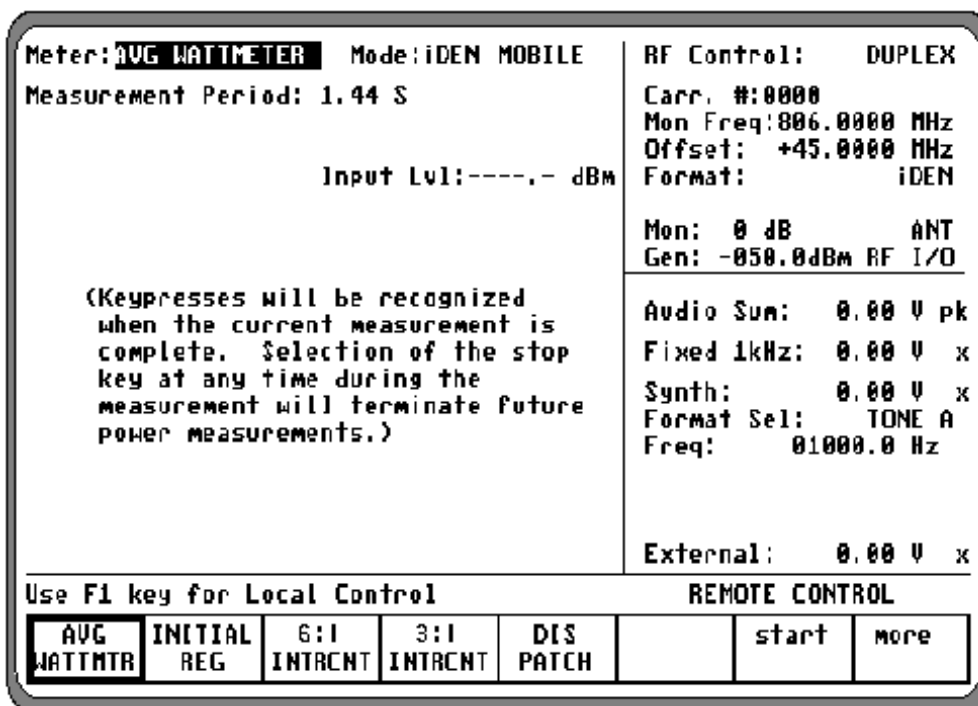 Meter:AVG WATTMETER Mode:iDEN MOBILE
Measurement Period: 1.44 S
Input Lvl:----.- dBm
(Keypresses will be recognized
when the current measurement is
complete. Selection of the stop
key at any time during the
measurement will terminate future
power measurements.)
RF Control: DUPLEX
Carr. #:0000
Mon Freq:806.0000 MHz
Offset: +45.0000 MHz
Format: iDEN
Mon: 0 dB ANT
Gen: -050.0dBm RF I/O
Audio Sum: 0.00 V pk
Fixed 1kHz: 0.00 V x
Synth: 0.00 V x
Format Sel: TONE A
Freq: 01000.0 Hz
External: 0.00 V x
Use F1 key for Local Control REMOTE CONTROL
AVG
WATTMTR
INITIAL
REG
6:1
INTRCNT
3:1
INTRCNT
DIS
PATCH
start
more